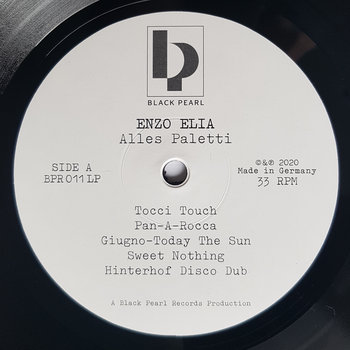 bp
BLACK PEARL
ENZO ELIA
Alles Paletti
SIDE A
BPR011LP
©&℗ 2020
Made in Germany
33 RPM
Tocci Touch
Pan-A-Rocca
Giugno-Today The Sun
Sweet Nothing
Hinterhof Disco Dub
A Black Pearl Records Production